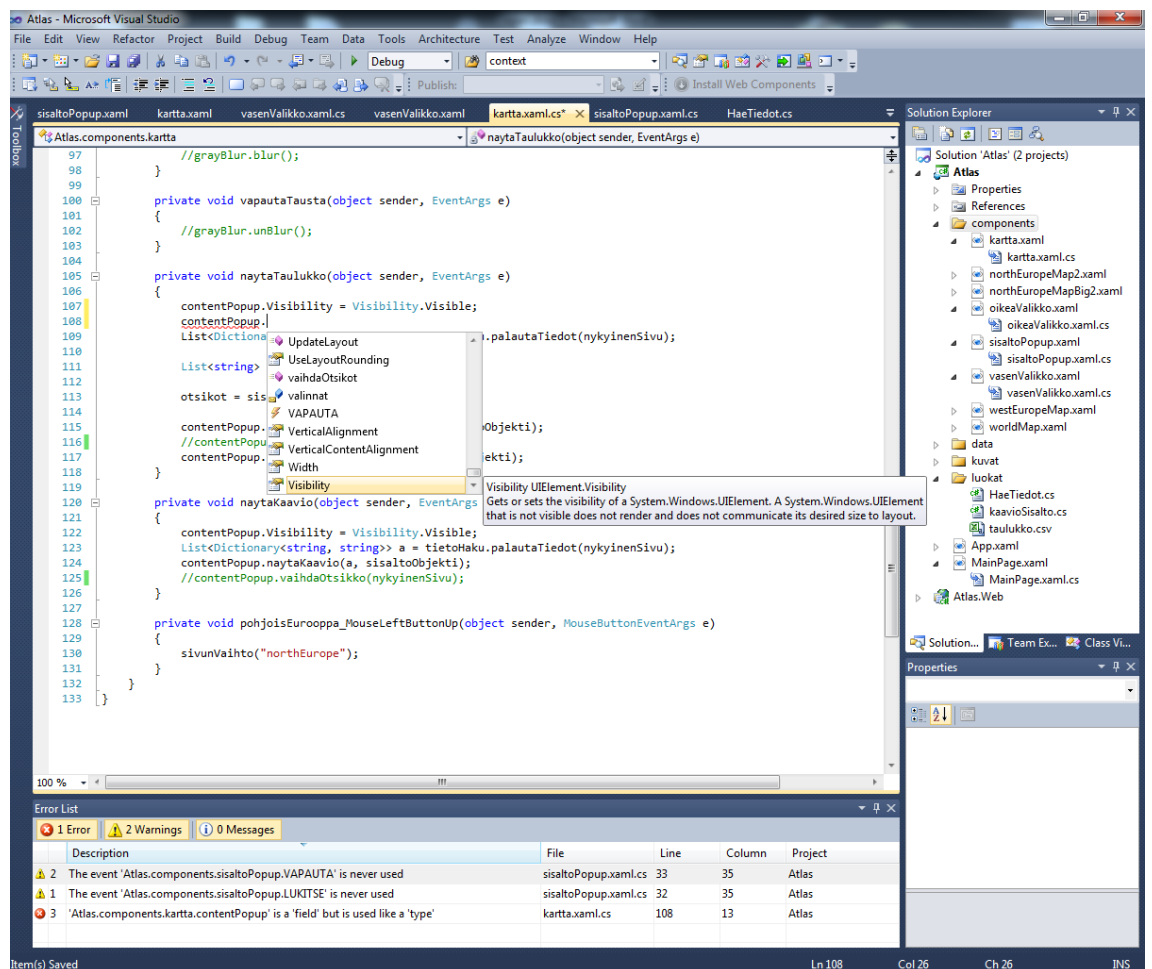 Atlas - Microsoft Visual Studio
File Edit View Refactor Project Build Debug Team Data Tools Architecture Test Analyze Window Help
Debug context
Publish: Install Web Components
sisaltoPopup.xaml kartta.xaml vasenValikko.xaml.cs vasenValikko.xaml kartta.xaml.cs* sisaltoPopup.xaml.cs HaeTiedot.cs
Toolbox
Atlas.components.kartta naytaTaulukko(object sender, EventArgs e)
97 //grayBlur.blur();
98 }
99
100 private void vapautaTausta(object sender, EventArgs e)
101 {
102 //grayBlur.unBlur();
103 }
104
105 private void naytaTaulukko(object sender, EventArgs e)
106 {
107 contentPopup.Visibility = Visibility.Visible;
108 contentPopup.
109 List<Dictiona .palautaTiedot(nykyinenSivu);
110
111 List<string>
112
113 otsikot = sis
114
115 contentPopup. oObjekti);
116 //contentPopu
117 contentPopup. ekti);
118 }
119
120 private void naytaKaavio(object sender, EventArgs
121 {
122 contentPopup.Visibility = Visibility.Visible;
123 List<Dictionary<string, string>> a = tietoHaku.palautaTiedot(nykyinenSivu);
124 contentPopup.naytaKaavio(a, sisaltoObjekti);
125 //contentPopup.vaihdaOtsikko(nykyinenSivu);
126 }
127
128 private void pohjoisEurooppa_MouseLeftButtonUp(object sender, MouseButtonEventArgs e)
129 {
130 sivunVaihto("northEurope");
131 }
132 }
133 }
UpdateLayout
UseLayoutRounding
vaihdaOtsikot
valinnat
VAPAUTA
VerticalAlignment
VerticalContentAlignment
Width
Visibility
Visibility UIElement.Visibility
Gets or sets the visibility of a System.Windows.UIElement. A System.Windows.UIElement
that is not visible does not render and does not communicate its desired size to layout.
100 %
Solution Explorer
Solution 'Atlas' (2 projects)
Atlas
Properties
References
components
kartta.xaml
kartta.xaml.cs
northEuropeMap2.xaml
northEuropeMapBig2.xaml
oikeaValikko.xaml
oikeaValikko.xaml.cs
sisaltoPopup.xaml
sisaltoPopup.xaml.cs
vasenValikko.xaml
vasenValikko.xaml.cs
westEuropeMap.xaml
worldMap.xaml
data
kuvat
luokat
HaeTiedot.cs
kaavioSisalto.cs
taulukko.csv
App.xaml
MainPage.xaml
MainPage.xaml.cs
Atlas.Web
Solution... Team Ex... Class Vi...
Properties
Error List
1 Error 2 Warnings 0 Messages
Description File Line Column Project
2 The event 'Atlas.components.sisaltoPopup.VAPAUTA' is never used sisaltoPopup.xaml.cs 33 35 Atlas
1 The event 'Atlas.components.sisaltoPopup.LUKITSE' is never used sisaltoPopup.xaml.cs 32 35 Atlas
3 'Atlas.components.kartta.contentPopup' is a 'field' but is used like a 'type' kartta.xaml.cs 108 13 Atlas
Item(s) Saved Ln 108 Col 26 Ch 26 INS